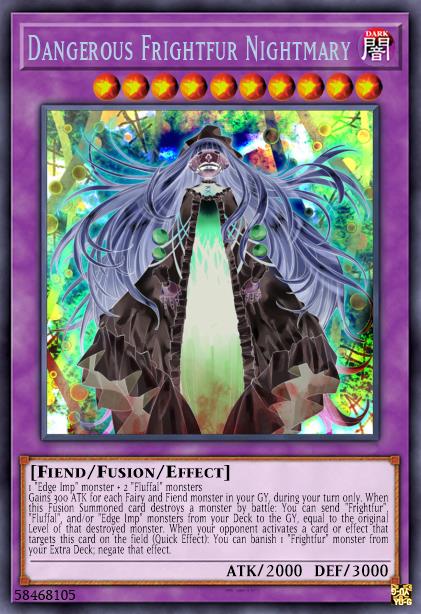 DANGEROUS FRIGHTFUR NIGHTMARY
DARK
闇
[FIEND/FUSION/EFFECT]
1 "Edge Imp" monster + 2 "Fluffal" monsters
Gains 300 ATK for each Fairy and Fiend monster in your GY, during your turn only. When
this Fusion Summoned card destroys a monster by battle: You can send "Frightfur",
"Fluffal", and/or "Edge Imp" monsters from your Deck to the GY, equal to the original
Level of that destroyed monster. When your opponent activates a card or effect that
targets this card on the field (Quick Effect): You can banish 1 "Frightfur" monster from
your Extra Deck; negate that effect.
ATK/2000 DEF/3000
58468105